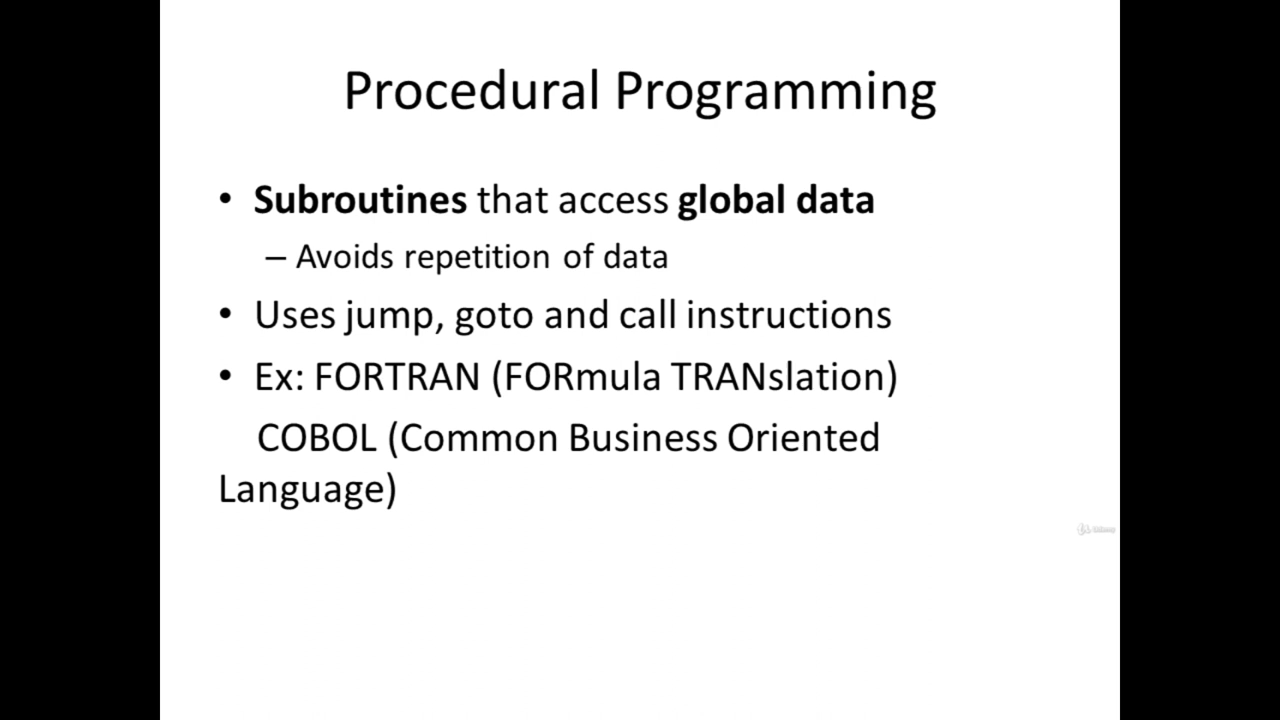 Procedural Programming
• Subroutines that access global data
– Avoids repetition of data
• Uses jump, goto and call instructions
• Ex: FORTRAN (FORmula TRANslation)
COBOL (Common Business Oriented
Language)
Udemy